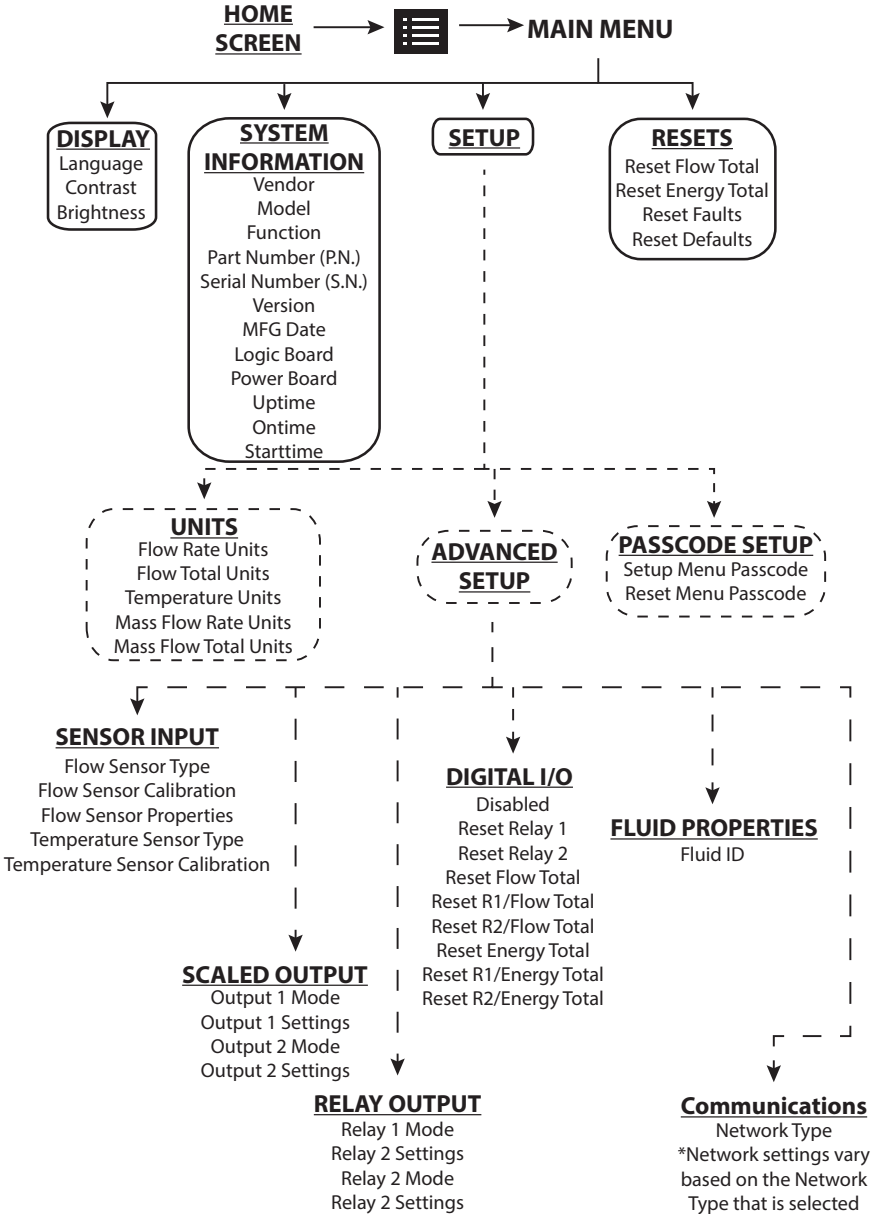 HOME
SCREEN
MAIN MENU
DISPLAY
Language
Contrast
Brightness
SYSTEM
INFORMATION
Vendor
Model
Function
Part Number (P.N.)
Serial Number (S.N.)
Version
MFG Date
Logic Board
Power Board
Uptime
Ontime
Starttime
SETUP
RESETS
Reset Flow Total
Reset Energy Total
Reset Faults
Reset Defaults
UNITS
Flow Rate Units
Flow Total Units
Temperature Units
Mass Flow Rate Units
Mass Flow Total Units
ADVANCED
SETUP
PASSCODE SETUP
Setup Menu Passcode
Reset Menu Passcode
SENSOR INPUT
Flow Sensor Type
Flow Sensor Calibration
Flow Sensor Properties
Temperature Sensor Type
Temperature Sensor Calibration
SCALED OUTPUT
Output 1 Mode
Output 1 Settings
Output 2 Mode
Output 2 Settings
RELAY OUTPUT
Relay 1 Mode
Relay 2 Settings
Relay 2 Mode
Relay 2 Settings
DIGITAL I/O
Disabled
Reset Relay 1
Reset Relay 2
Reset Flow Total
Reset R1/Flow Total
Reset R2/Flow Total
Reset Energy Total
Reset R1/Energy Total
Reset R2/Energy Total
FLUID PROPERTIES
Fluid ID
Communications
Network Type
*Network settings vary
based on the Network
Type that is selected